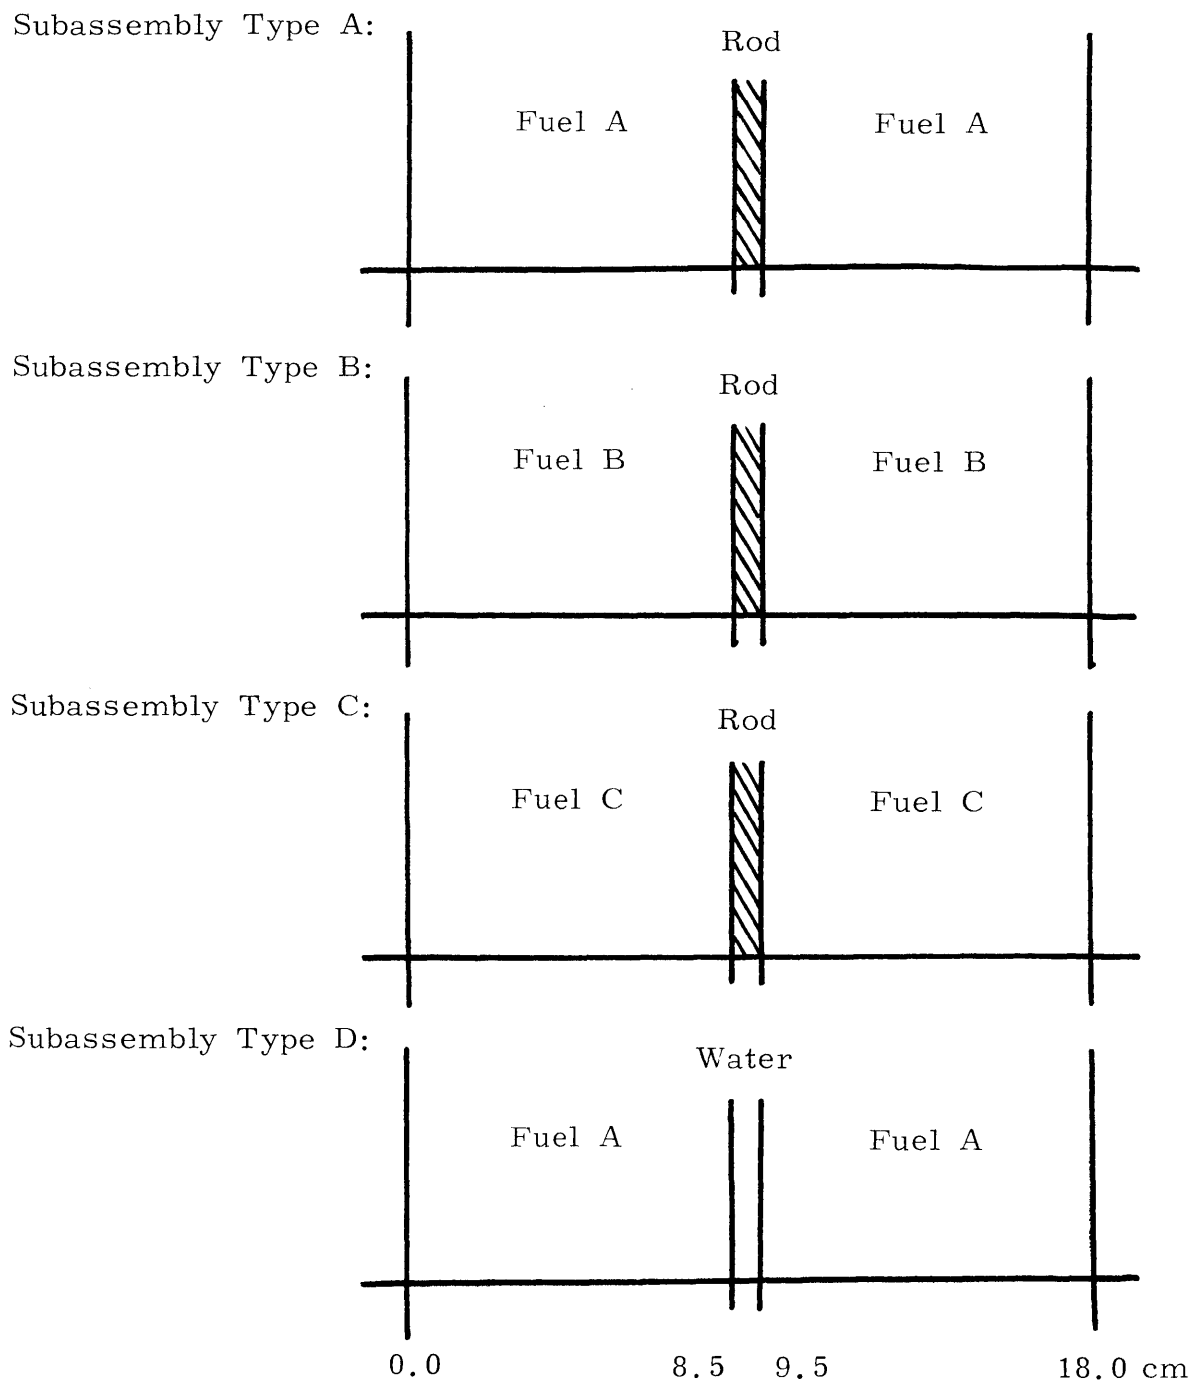 Subassembly Type A:
Rod
Fuel A Fuel A
Subassembly Type B:
Rod
Fuel B Fuel B
Subassembly Type C:
Rod
Fuel C Fuel C
Subassembly Type D:
Water
Fuel A Fuel A
0.0 8.5 9.5 18.0 cm